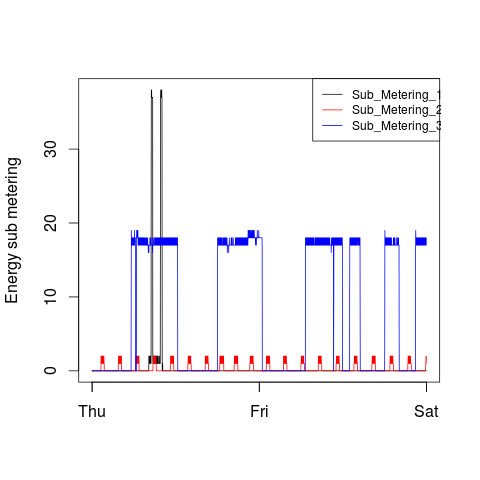 Sub_Metering_1
Sub_Metering_2
Sub_Metering_3
Energy sub metering
30
20
10
0
Thu Fri Sat